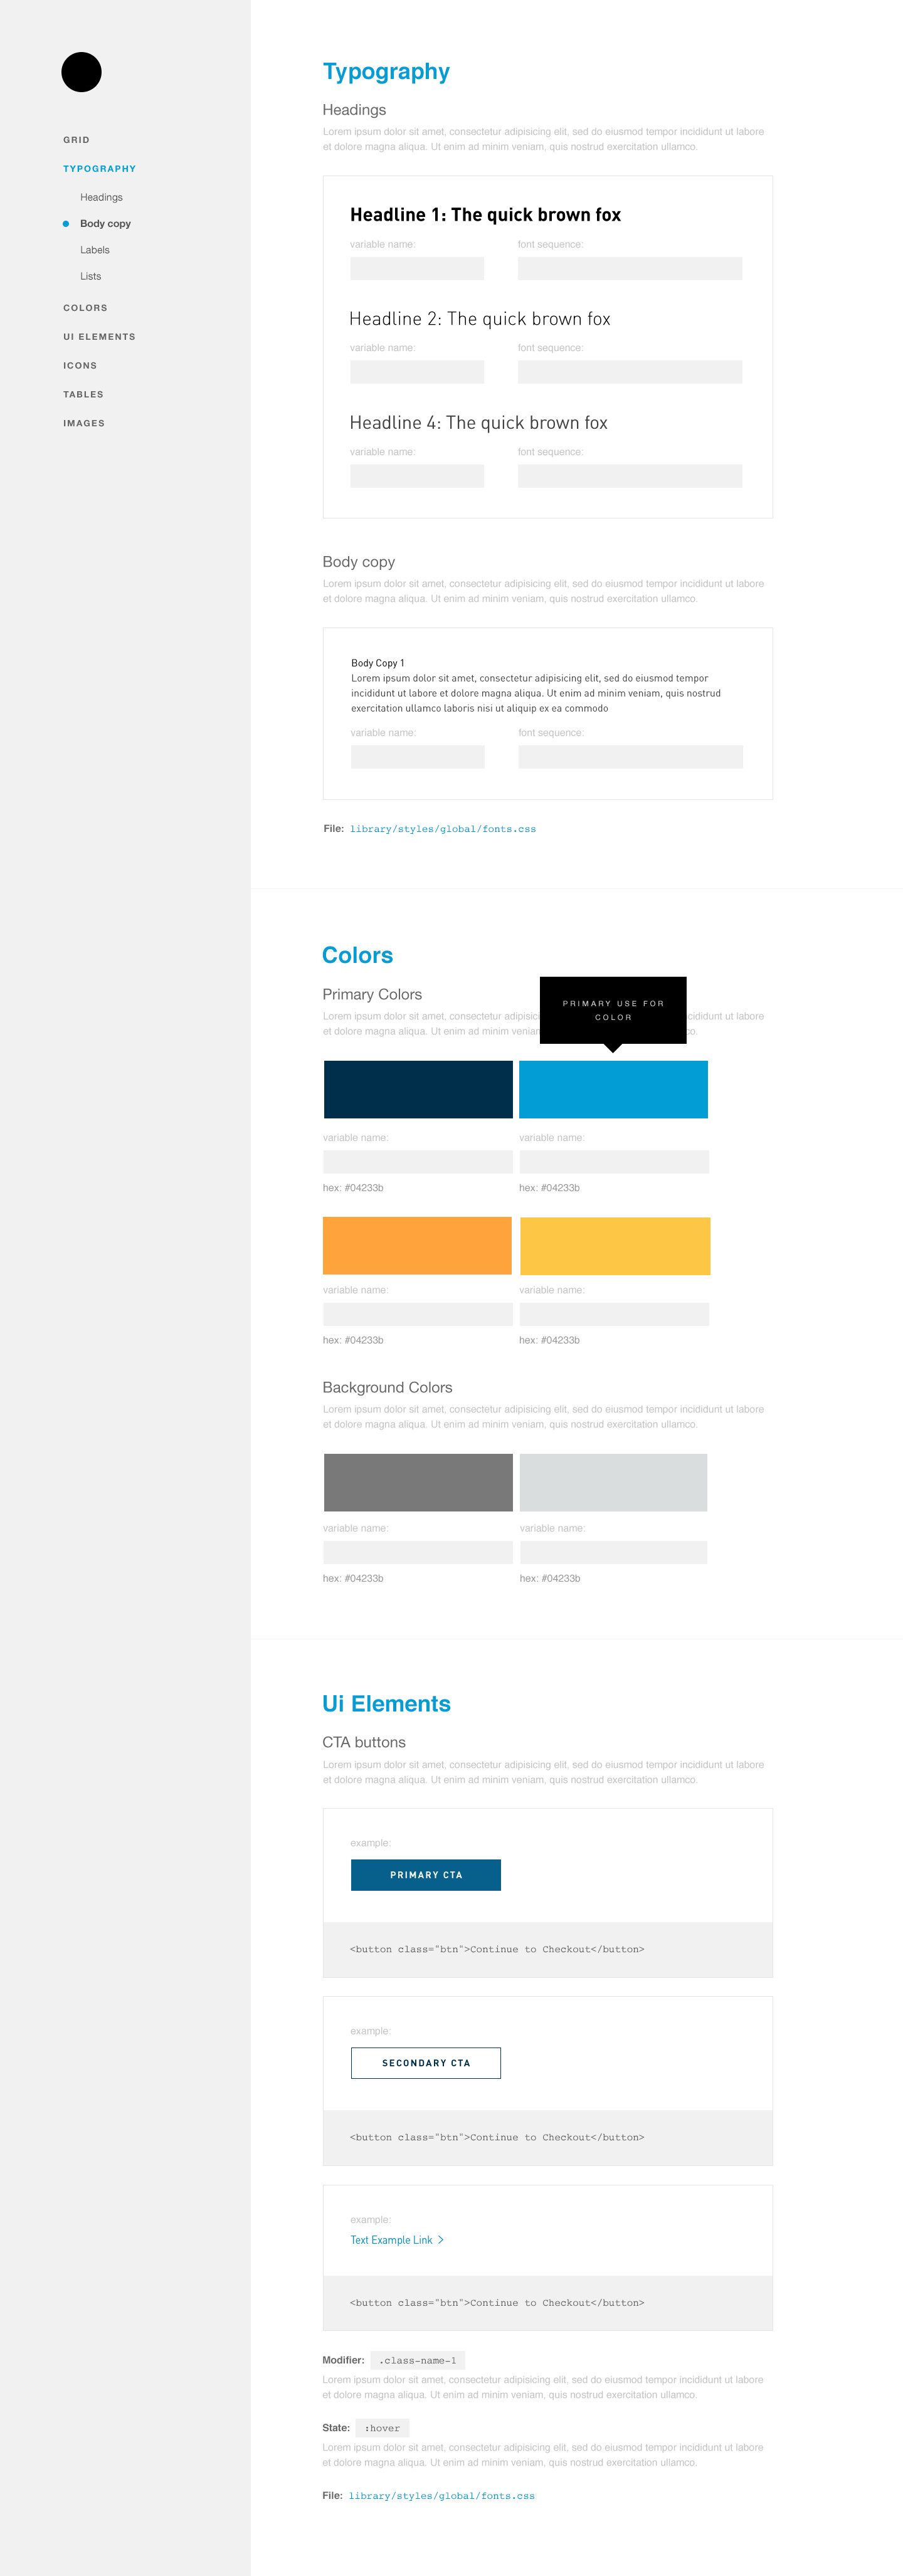 GRID
TYPOGRAPHY
Headings
Body copy
Labels
Lists
COLORS
UI ELEMENTS
ICONS
TABLES
IMAGES
Typography
Headings
Lorem ipsum dolor sit amet, consectetur adipisicing elit, sed do eiusmod tempor incididunt ut labore
et dolore magna aliqua. Ut enim ad minim veniam, quis nostrud exercitation ullamco.
Headline 1: The quick brown fox
variable name: font sequence:
Headline 2: The quick brown fox
variable name: font sequence:
Headline 4: The quick brown fox
variable name: font sequence:
Body copy
Lorem ipsum dolor sit amet, consectetur adipisicing elit, sed do eiusmod tempor incididunt ut labore
et dolore magna aliqua. Ut enim ad minim veniam, quis nostrud exercitation ullamco.
Body Copy 1
Lorem ipsum dolor sit amet, consectetur adipisicing elit, sed do eiusmod tempor
incididunt ut labore et dolore magna aliqua. Ut enim ad minim veniam, quis nostrud
exercitation ullamco laboris nisi ut aliquip ex ea commodo
variable name: font sequence:
File: library/styles/global/fonts.css
Colors
Primary Colors
PRIMARY USE FOR
COLOR
Lorem ipsum dolor sit amet, consectetur adipisici cididunt ut labore
et dolore magna aliqua. Ut enim ad minim veniam co.
variable name: variable name:
hex: #04233b hex: #04233b
variable name: variable name:
hex: #04233b hex: #04233b
Background Colors
Lorem ipsum dolor sit amet, consectetur adipisicing elit, sed do eiusmod tempor incididunt ut labore
et dolore magna aliqua. Ut enim ad minim veniam, quis nostrud exercitation ullamco.
variable name: variable name:
hex: #04233b hex: #04233b
Ui Elements
CTA buttons
Lorem ipsum dolor sit amet, consectetur adipisicing elit, sed do eiusmod tempor incididunt ut labore
et dolore magna aliqua. Ut enim ad minim veniam, quis nostrud exercitation ullamco.
example:
PRIMARY CTA
<button class="btn">Continue to Checkout</button>
example:
SECONDARY CTA
<button class="btn">Continue to Checkout</button>
example:
Text Example Link >
<button class="btn">Continue to Checkout</button>
Modifier: .class-name-1
Lorem ipsum dolor sit amet, consectetur adipisicing elit, sed do eiusmod tempor incididunt ut labore
et dolore magna aliqua. Ut enim ad minim veniam, quis nostrud exercitation ullamco.
State: :hover
Lorem ipsum dolor sit amet, consectetur adipisicing elit, sed do eiusmod tempor incididunt ut labore
et dolore magna aliqua. Ut enim ad minim veniam, quis nostrud exercitation ullamco.
File: library/styles/global/fonts.css